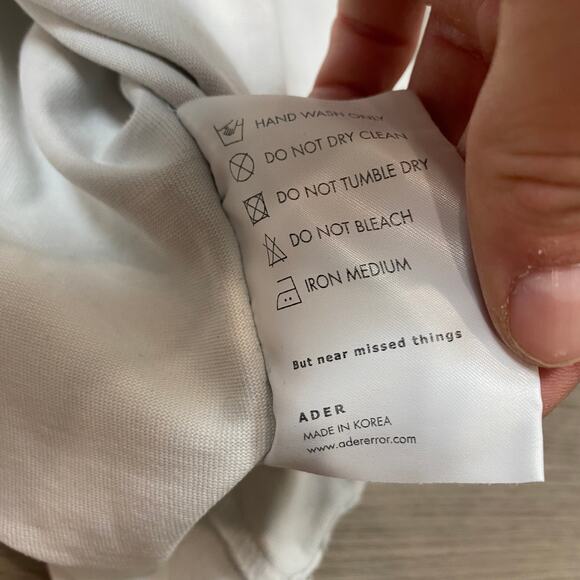 HAND WASH ONLY
DO NOT DRY CLEAN
DO NOT TUMBLE DRY
DO NOT BLEACH
IRON MEDIUM
But near missed things
ADER
MADE IN KOREA
www.adererror.com